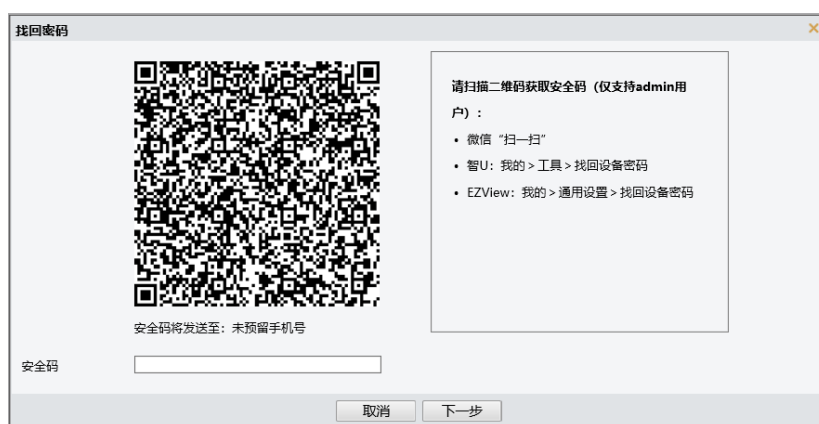 找回密码
×
请扫描二维码获取安全码（仅支持admin用
户）：
• 微信“扫一扫”
• 智U：我的 > 工具 > 找回设备密码
• EZView：我的 > 通用设置 > 找回设备密码
安全码将发送至：未预留手机号
安全码
取消 下一步